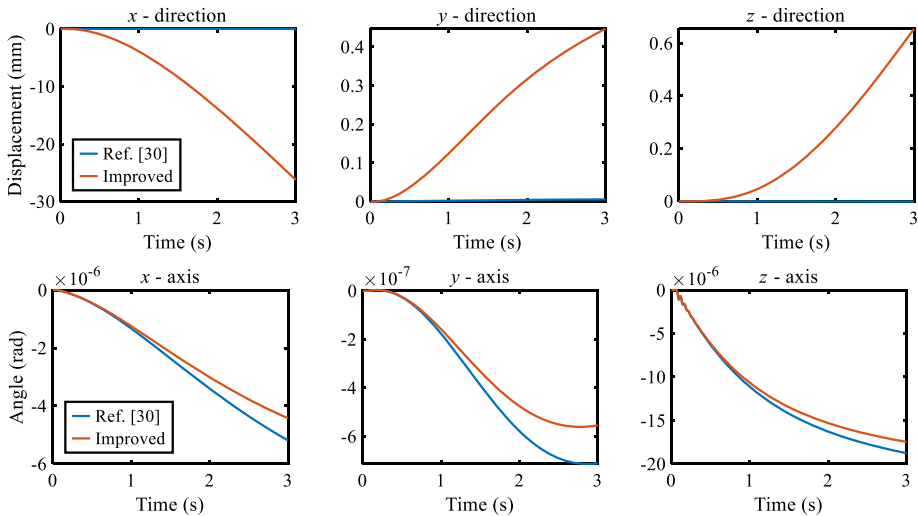 x - direction
y - direction
z - direction
Displacement (mm)
0
-10
-20
-30
Ref. [30]
Improved
0 1 2 3
Time (s)
0.4
0.3
0.2
0.1
0
0 1 2 3
Time (s)
0.6
0.4
0.2
0
0 1 2 3
Time (s)
×10⁻⁶
x - axis
×10⁻⁷
y - axis
×10⁻⁶
z - axis
Angle (rad)
0
-2
-4
-6
Ref. [30]
Improved
0 1 2 3
Time (s)
0
-2
-4
-6
0 1 2 3
Time (s)
0
-5
-10
-15
-20
0 1 2 3
Time (s)